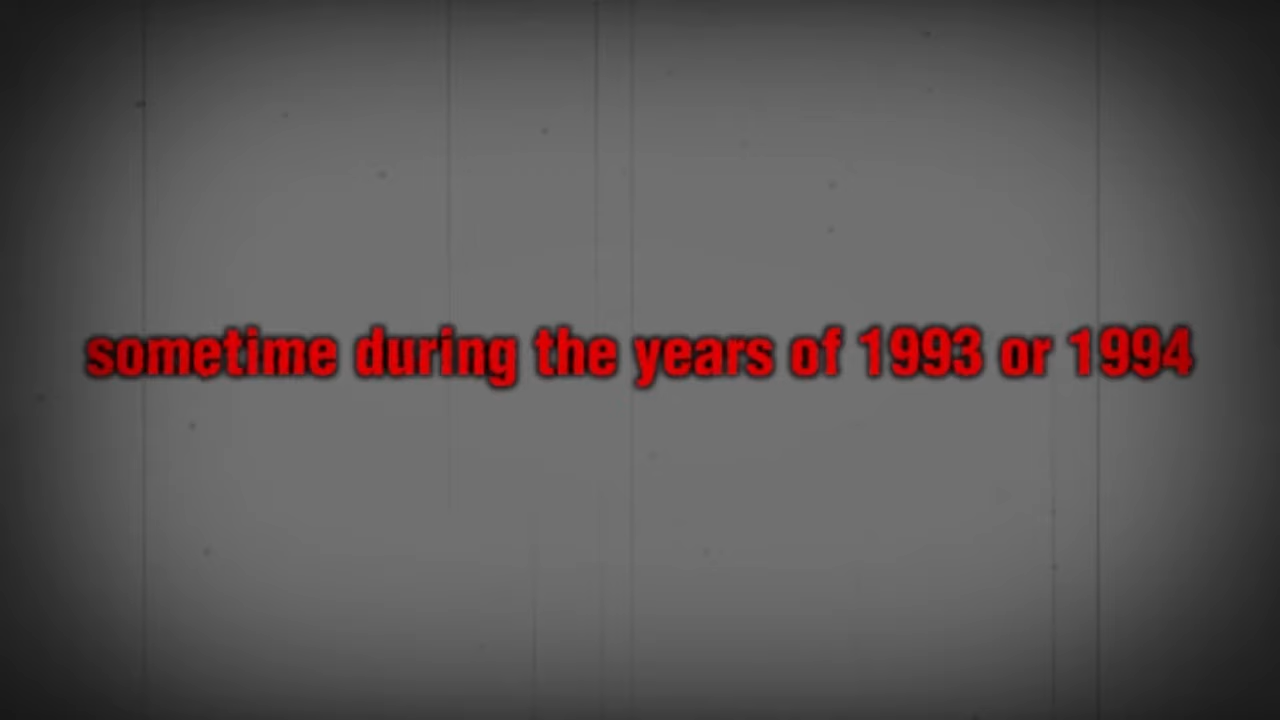 sometime during the years of 1993 or 1994